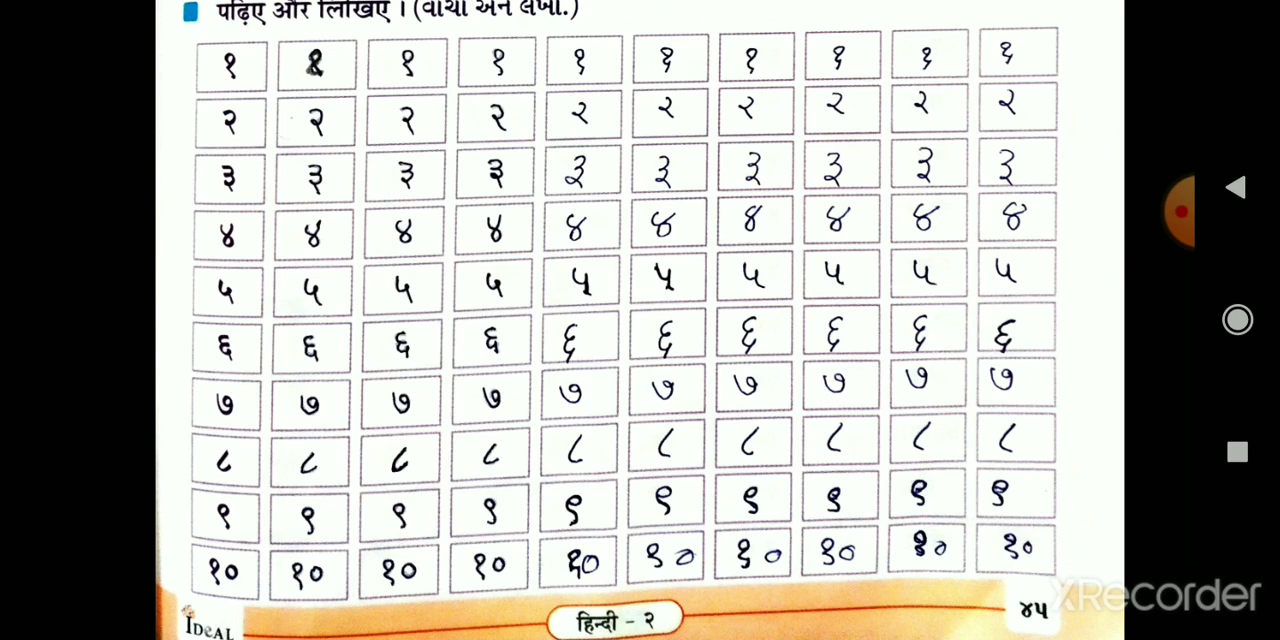 पढ़िए और लिखिए । (વાંચો અને લખો.)
१ १ १ १ १ १ १ १ १ १
२ २ २ २ २ २ २ २ २ २
३ ३ ३ ३ ३ ३ ३ ३ ३ ३
४ ४ ४ ४ ४ ४ ४ ४ ४ ४
५ ५ ५ ५ ५ ५ ५ ५ ५ ५
६ ६ ६ ६ ६ ६ ६ ६ ६ ६
७ ७ ७ ७ ७ ७ ७ ७ ७ ७
८ ८ ८ ८ ८ ८ ८ ८ ८ ८
९ ९ ९ ९ ९ ९ ९ ९ ९ ९
१० १० १० १० १० १० १० १० १० १०
IDEAL हिन्दी - २ ४५
XRecorder